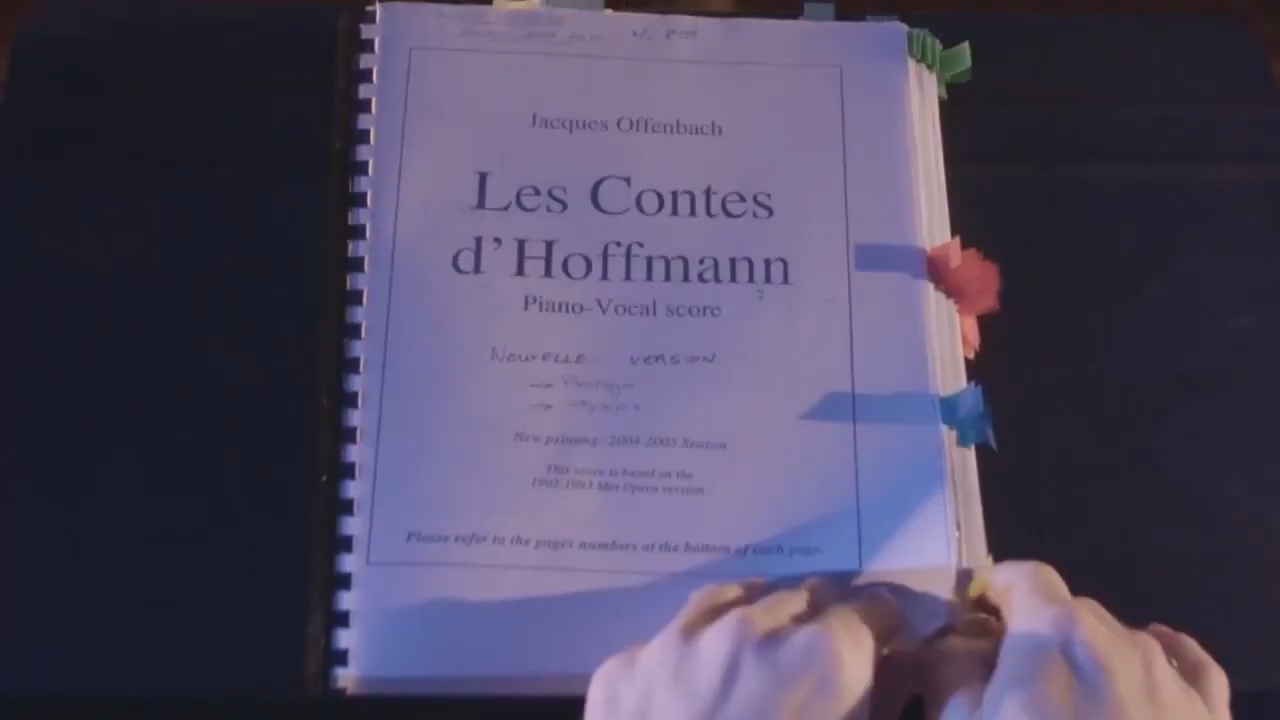 Jacques Offenbach
Les Contes
d'Hoffmann
2
Piano-Vocal score
NOUVELLE VERSION
New printing: 2004-2005 Season
This score is based on the
1992-1993 Met Opera version
Please refer to the pages numbers at the bottom of each page.